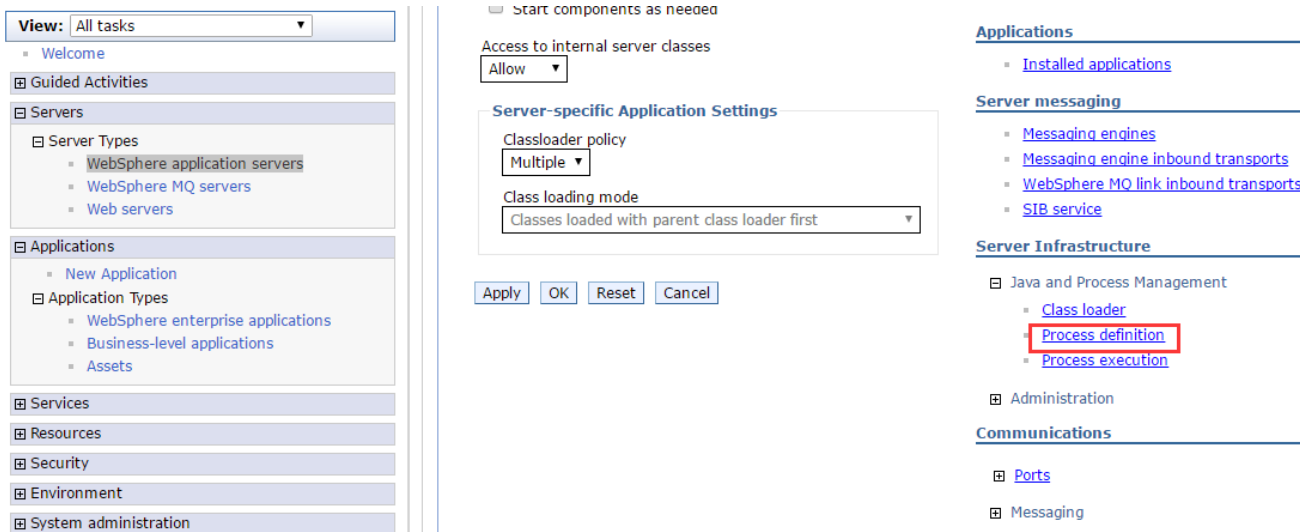 View: All tasks
Welcome
Guided Activities
Servers
Server Types
WebSphere application servers
WebSphere MQ servers
Web servers
Applications
New Application
Application Types
WebSphere enterprise applications
Business-level applications
Assets
Services
Resources
Security
Environment
System administration
Start components as needed
Access to internal server classes
Allow
Server-specific Application Settings
Classloader policy
Multiple
Class loading mode
Classes loaded with parent class loader first
Apply OK Reset Cancel
Applications
Installed applications
Server messaging
Messaging engines
Messaging engine inbound transports
WebSphere MQ link inbound transports
SIB service
Server Infrastructure
Java and Process Management
Class loader
Process definition
Process execution
Administration
Communications
Ports
Messaging